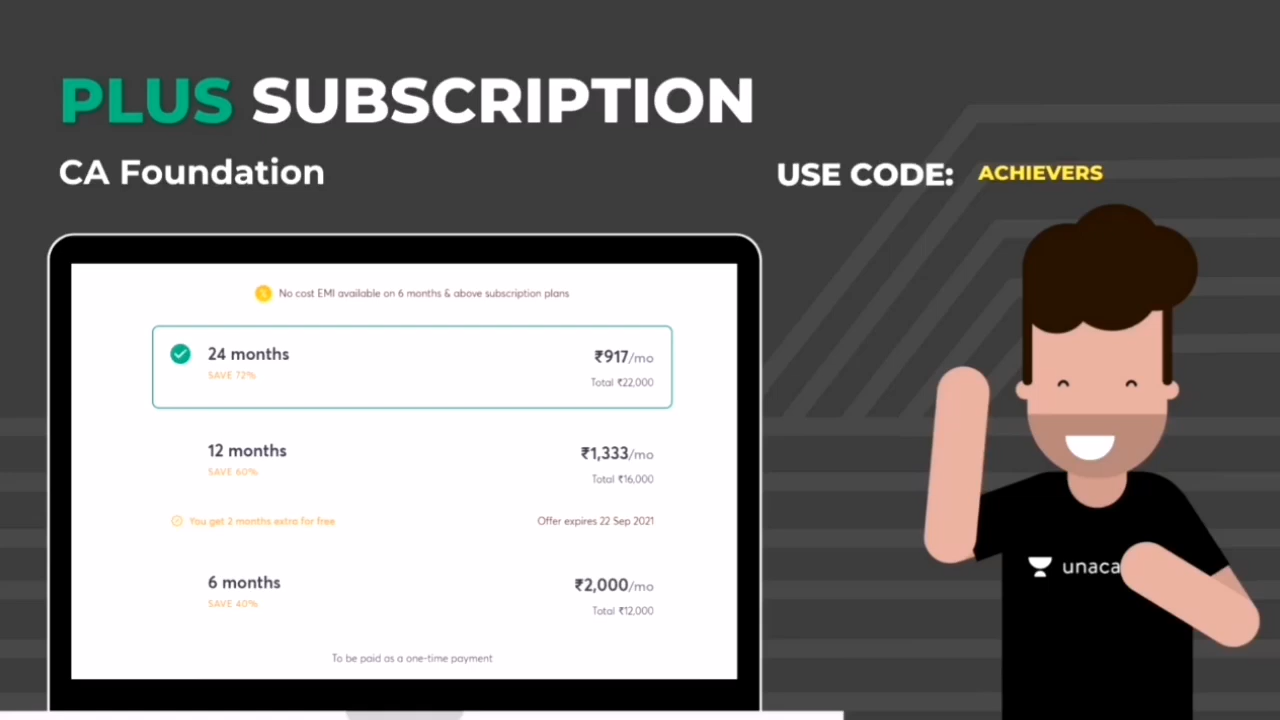 PLUS SUBSCRIPTION
CA Foundation
USE CODE: ACHIEVERS
No cost EMI available on 6 months & above subscription plans
24 months
₹917/mo
SAVE 72%
Total ₹22,000
12 months
₹1,333/mo
SAVE 60%
Total ₹16,000
You get 2 months extra for free
Offer expires 22 Sep 2021
6 months
₹2,000/mo
SAVE 40%
Total ₹12,000
To be paid as a one-time payment
unaca